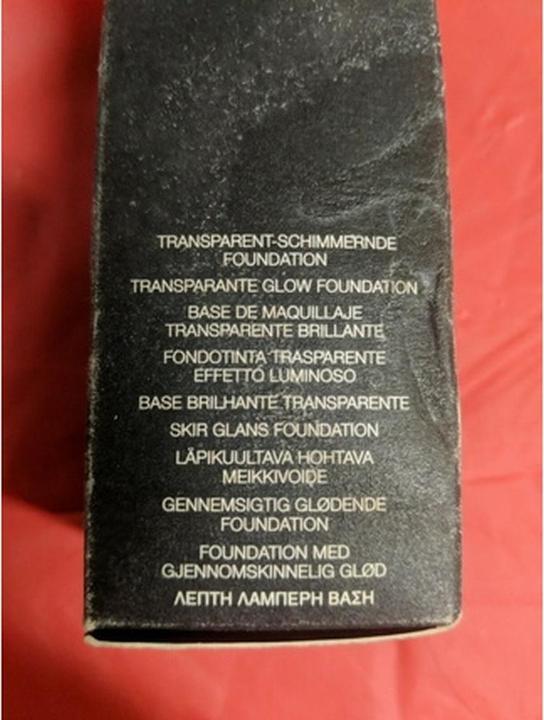 TRANSPARENT-SCHIMMERNDE
FOUNDATION
TRANSPARANTE GLOW FOUNDATION
BASE DE MAQUILLAJE
TRANSPARENTE BRILLANTE
FONDOTINTA TRASPARENTE
EFFETTO LUMINOSO
BASE BRILHANTE TRANSPARENTE
SKIR GLANS FOUNDATION
LÄPIKUULTAVA HOHTAVA
MEIKKIVOIDE
GENNEMSIGTIG GLØDENDE
FOUNDATION
FOUNDATION MED
GJENNOMSKINNELIG GLØD
ΛΕΠΤΗ ΛΑΜΠΕΡΗ ΒΑΣΗ